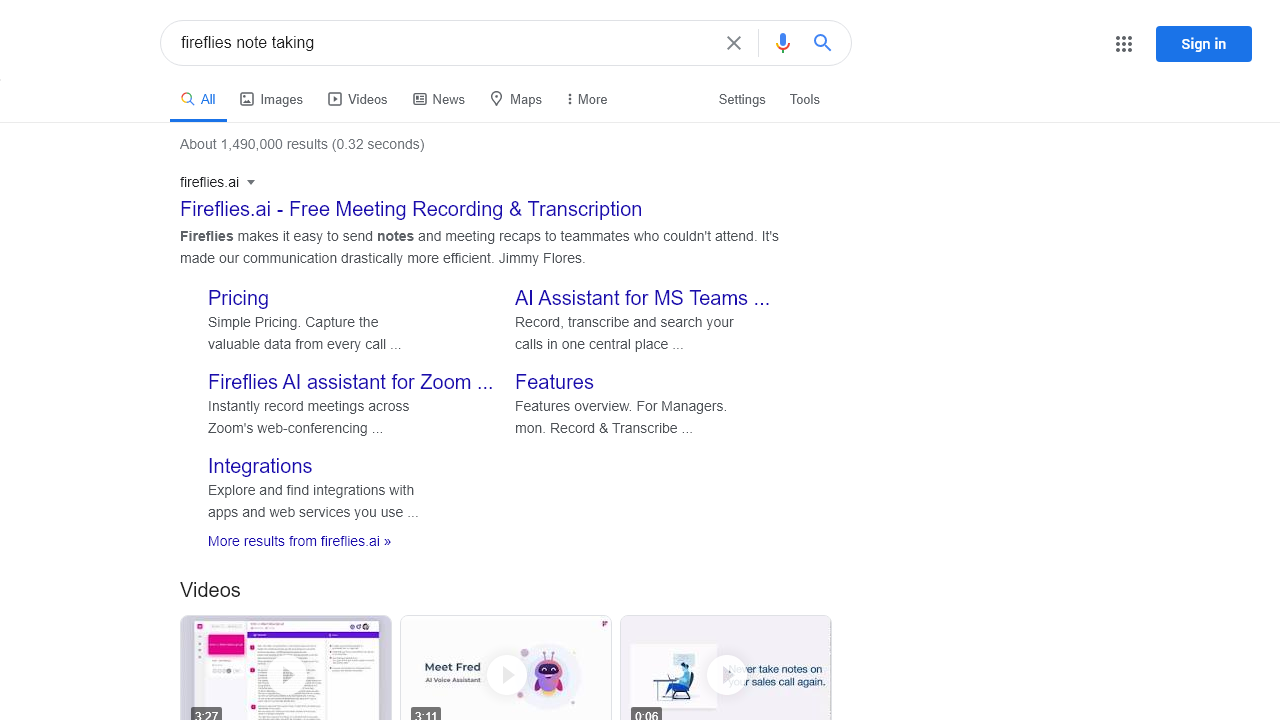 fireflies note taking
Sign in
All Images Videos News Maps More Settings Tools
About 1,490,000 results (0.32 seconds)
fireflies.ai
Fireflies.ai - Free Meeting Recording & Transcription
Fireflies makes it easy to send notes and meeting recaps to teammates who couldn't attend. It's
made our communication drastically more efficient. Jimmy Flores.
Pricing
Simple Pricing. Capture the
valuable data from every call ...
AI Assistant for MS Teams ...
Record, transcribe and search your
calls in one central place ...
Fireflies AI assistant for Zoom ...
Instantly record meetings across
Zoom's web-conferencing ...
Features
Features overview. For Managers.
mon. Record & Transcribe ...
Integrations
Explore and find integrations with
apps and web services you use ...
More results from fireflies.ai »
Videos
3:27
Meet Fred
AI Voice Assistant
3:11
take notes on
your sales call again.
0:06